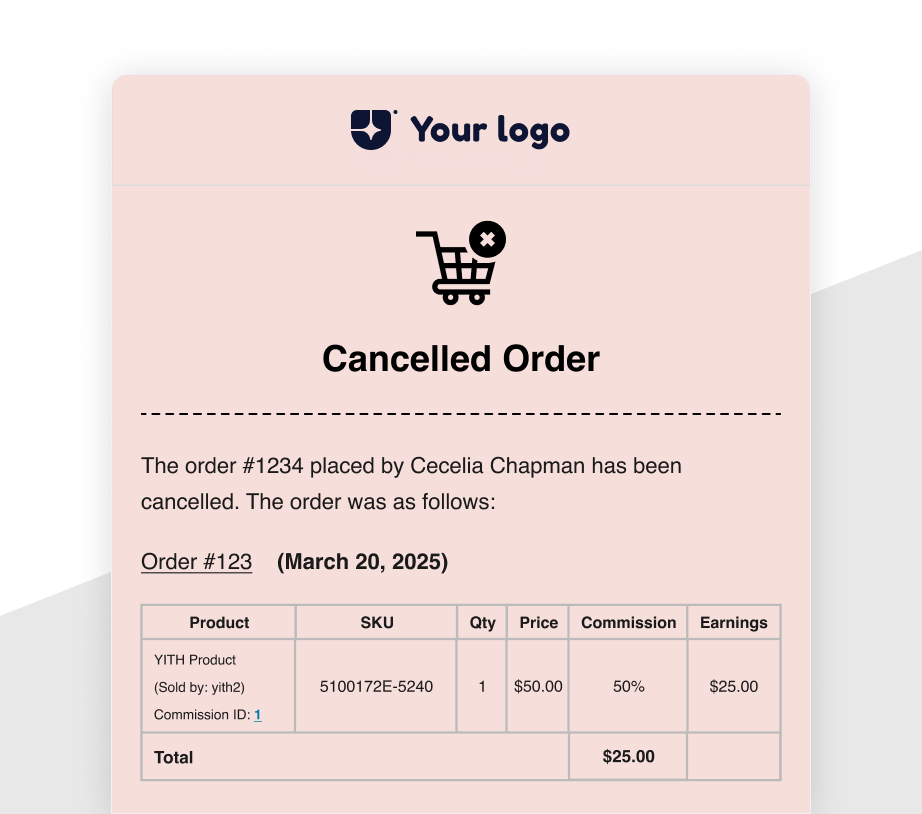 Your logo
Cancelled Order
The order #1234 placed by Cecelia Chapman has been
cancelled. The order was as follows:
Order #123 (March 20, 2025)
Product SKU Qty Price Commission Earnings
YITH Product
(Sold by: yith2)
Commission ID: 1
5100172E-5240 1 $50.00 50% $25.00
Total $25.00